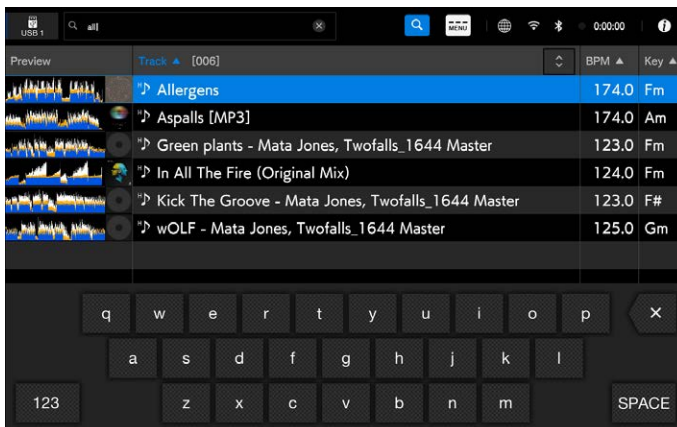 USB 1 all MENU 0:00:00 i
Preview Track ▲ [006] BPM ▲ Key ▲
Allergens 174.0 Fm
Aspalls [MP3] 174.0 Am
Green plants - Mata Jones, Twofalls_1644 Master 123.0 Fm
In All The Fire (Original Mix) 124.0 Fm
Kick The Groove - Mata Jones, Twofalls_1644 Master 123.0 F#
wOLF - Mata Jones, Twofalls_1644 Master 125.0 Gm
q w e r t y u i o p
a s d f g h j k l
123 z x c v b n m SPACE